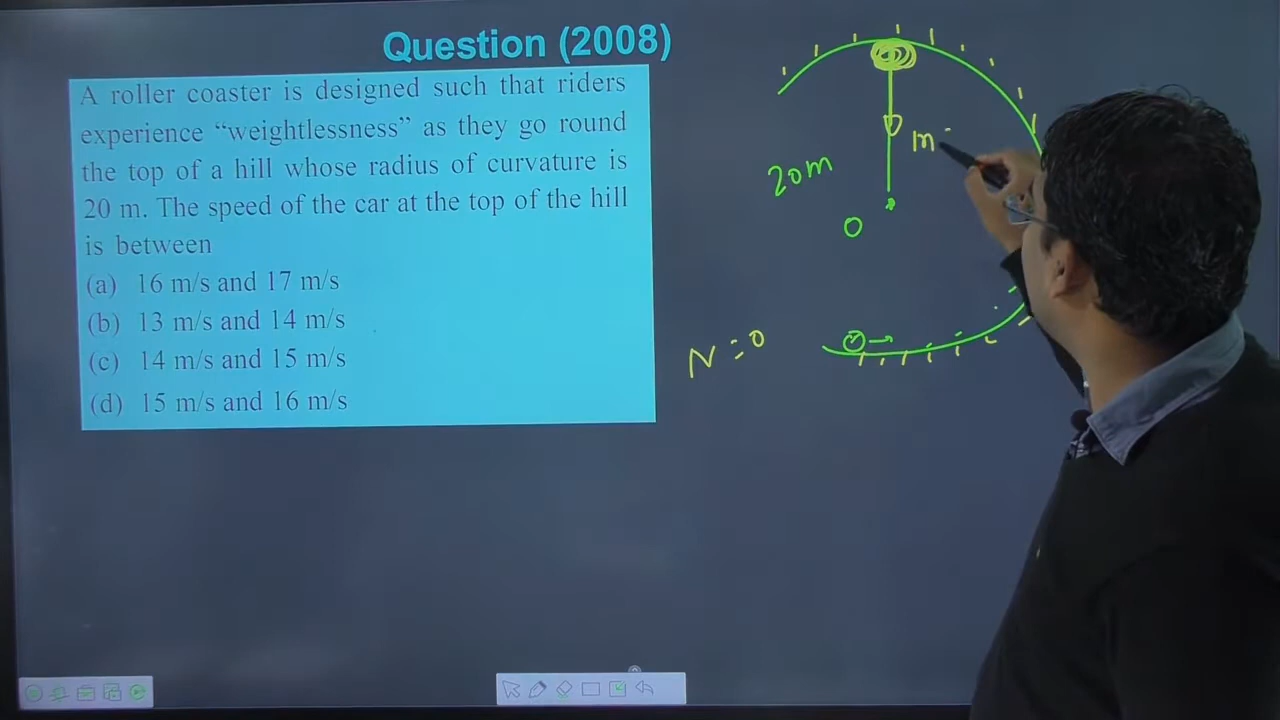 Question (2008)
A roller coaster is designed such that riders
experience “weightlessness” as they go round
the top of a hill whose radius of curvature is
20 m. The speed of the car at the top of the hill
is between
(a) 16 m/s and 17 m/s
(b) 13 m/s and 14 m/s
(c) 14 m/s and 15 m/s
(d) 15 m/s and 16 m/s
m
20m
O
N = 0